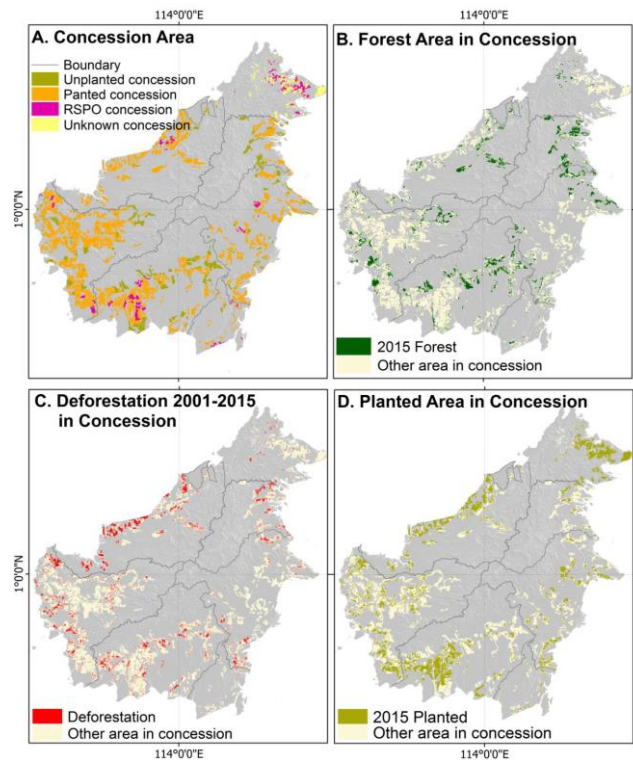 114°0'0"E
114°0'0"E
A. Concession Area
Boundary
Unplanted concession
Panted concession
RSPO concession
Unknown concession
B. Forest Area in Concession
2015 Forest
Other area in concession
1°0'0"N
C. Deforestation 2001-2015
in Concession
Deforestation
Other area in concession
D. Planted Area in Concession
2015 Planted
Other area in concession
1°0'0"N
114°0'0"E
114°0'0"E